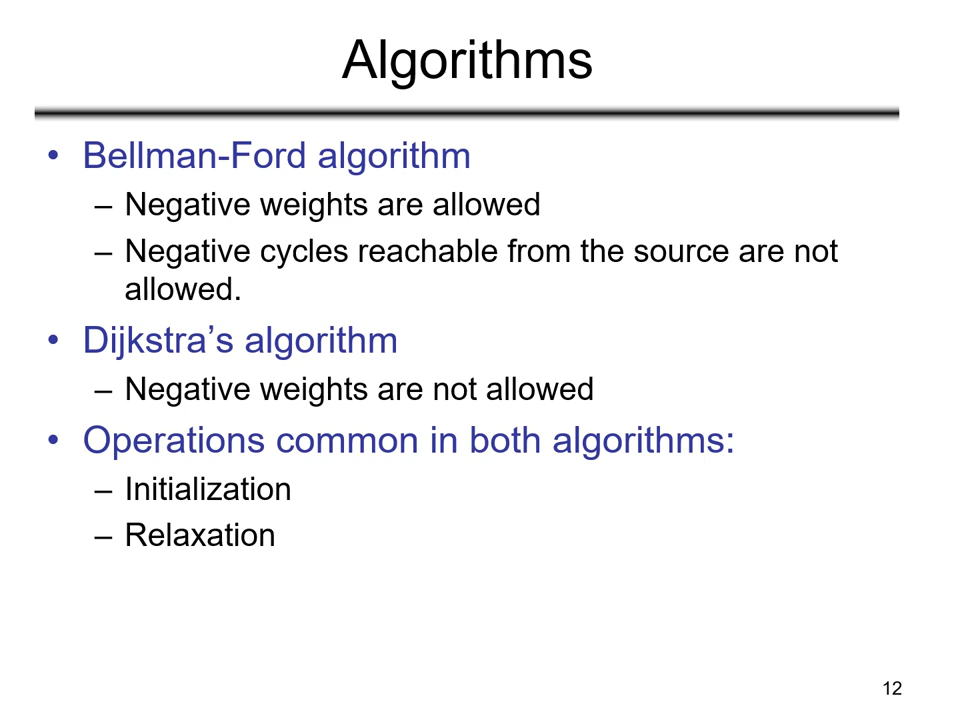 Algorithms
• Bellman-Ford algorithm
– Negative weights are allowed
– Negative cycles reachable from the source are not
allowed.
• Dijkstra’s algorithm
– Negative weights are not allowed
• Operations common in both algorithms:
– Initialization
– Relaxation
12